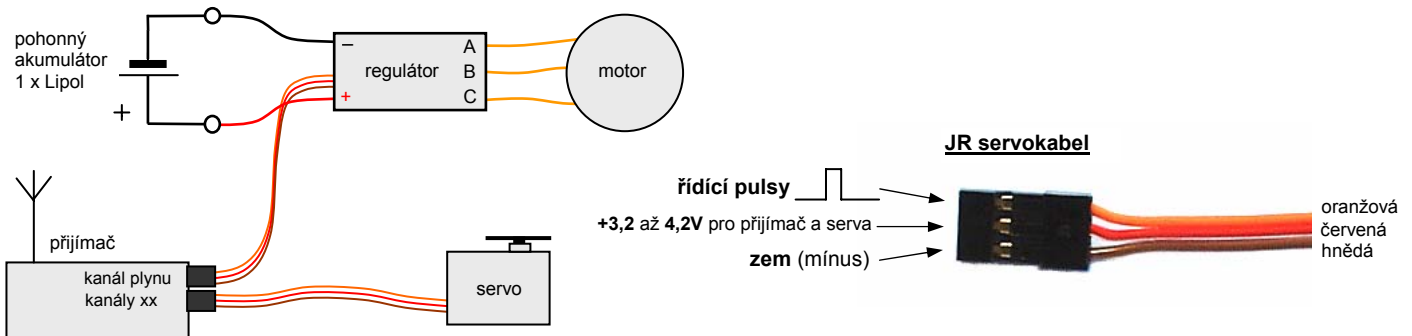 pohonný
akumulátor
1 x Lipol
+
−
+
regulátor
A
B
C
motor
přijímač
kanál plynu
kanály xx
servo
JR servokabel
řídící pulsy
+3,2 až 4,2V pro přijímač a serva
zem (mínus)
oranžová
červená
hnědá